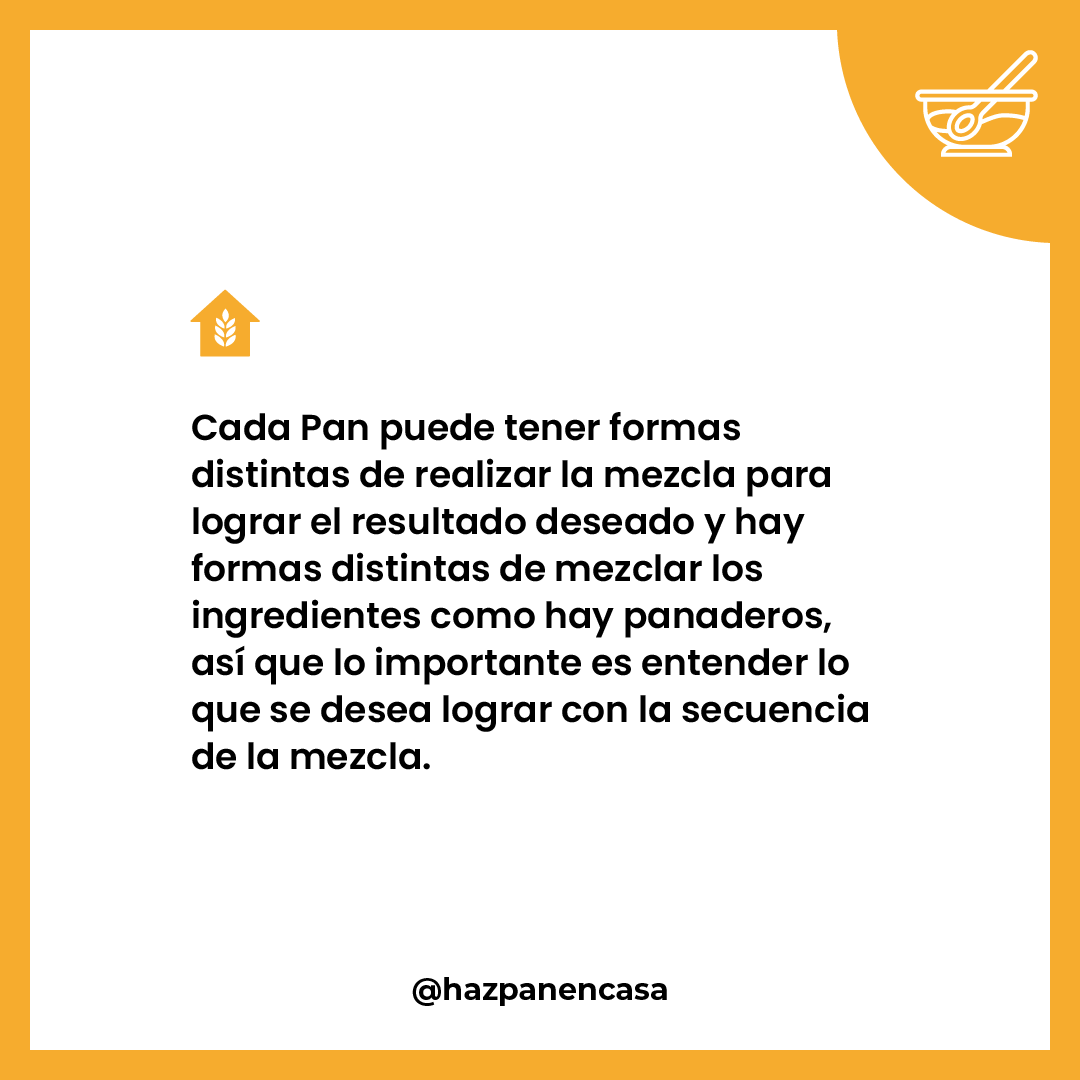 Cada Pan puede tener formas
distintas de realizar la mezcla para
lograr el resultado deseado y hay
formas distintas de mezclar los
ingredientes como hay panaderos,
así que lo importante es entender lo
que se desea lograr con la secuencia
de la mezcla.
@hazpanencasa